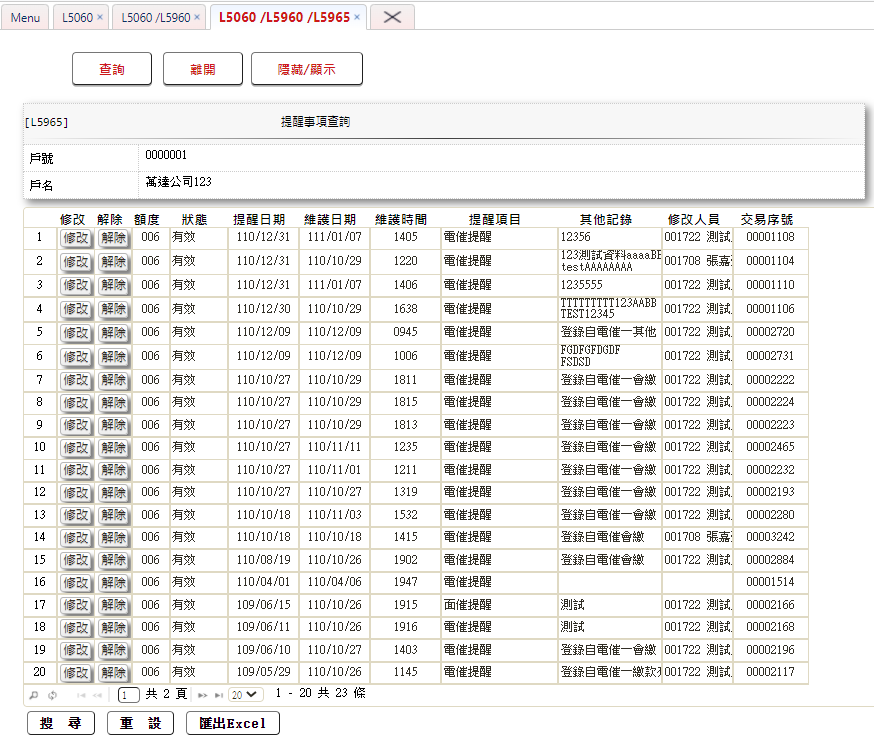 Menu L5060 × L5060 /L5960 × L5060 /L5960 /L5965 ×
查詢 離開 隱藏/顯示
[L5965] 提醒事項查詢
戶號 0000001
戶名 萬達公司123
修改 解除 額度 狀態 提醒日期 維護日期 維護時間 提醒項目 其他記錄 修改人員 交易序號
1 修改 解除 006 有效 110/12/31 111/01/07 1405 電催提醒 12356 001722 測試 00001108
2 修改 解除 006 有效 110/12/31 110/10/29 1220 電催提醒 123測試資料aaaaBB testAAAAAAAA 001708 張嘉 00001104
3 修改 解除 006 有效 110/12/31 111/01/07 1406 電催提醒 1235555 001722 測試 00001110
4 修改 解除 006 有效 110/12/30 110/10/29 1638 電催提醒 TTTTTTTTT123AABB TEST12345 001722 測試 00001106
5 修改 解除 006 有效 110/12/09 110/12/09 0945 電催提醒 登錄自電催一其他 001722 測試 00002720
6 修改 解除 006 有效 110/12/09 110/12/09 1006 電催提醒 FGDFGFDGDF FSDSD 001722 測試 00002731
7 修改 解除 006 有效 110/10/27 110/10/29 1811 電催提醒 登錄自電催一會繳 001722 測試 00002222
8 修改 解除 006 有效 110/10/27 110/10/29 1815 電催提醒 登錄自電催一會繳 001722 測試 00002224
9 修改 解除 006 有效 110/10/27 110/10/29 1813 電催提醒 登錄自電催一會繳 001722 測試 00002223
10 修改 解除 006 有效 110/10/27 110/11/11 1235 電催提醒 登錄自電催一會繳 001722 測試 00002465
11 修改 解除 006 有效 110/10/27 110/11/01 1211 電催提醒 登錄自電催一會繳 001722 測試 00002232
12 修改 解除 006 有效 110/10/27 110/10/27 1319 電催提醒 登錄自電催一會繳 001722 測試 00002193
13 修改 解除 006 有效 110/10/18 110/11/03 1532 電催提醒 登錄自電催一會繳 001722 測試 00002280
14 修改 解除 006 有效 110/10/18 110/10/18 1415 電催提醒 登錄自電催會繳 001708 張嘉 00003242
15 修改 解除 006 有效 110/08/19 110/10/26 1902 電催提醒 登錄自電催會繳 001722 測試 00002884
16 修改 解除 006 有效 110/04/01 110/04/06 1947 電催提醒 00001514
17 修改 解除 006 有效 109/06/15 110/10/26 1915 面催提醒 測試 001722 測試 00002166
18 修改 解除 006 有效 109/06/11 110/10/26 1916 電催提醒 測試 001722 測試 00002168
19 修改 解除 006 有效 109/06/10 110/10/27 1403 電催提醒 登錄自電催一會繳 001722 測試 00002196
20 修改 解除 006 有效 109/05/29 110/10/26 1145 電催提醒 登錄自電催一繳款 001722 測試 00002117
1 共 2 頁 20 1 - 20 共 23 條
搜 尋 重 設 匯出Excel